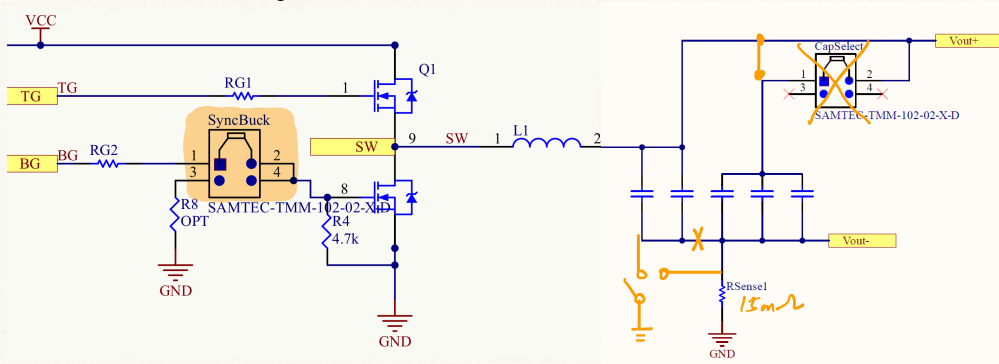 VCC
Q1
TG
TG
RG1
1
SyncBuck
BG
BG
RG2
1
2
3
4
R8
OPT
SAMTEC-TMM-102-02-X-D
8
R4
4.7k
GND
SW
9
SW
1
L1
2
GND
CapSelect
1
2
3
4
SAMTEC-TMM-102-02-X-D
Vout+
Vout-
RSense1
15mΩ
GND